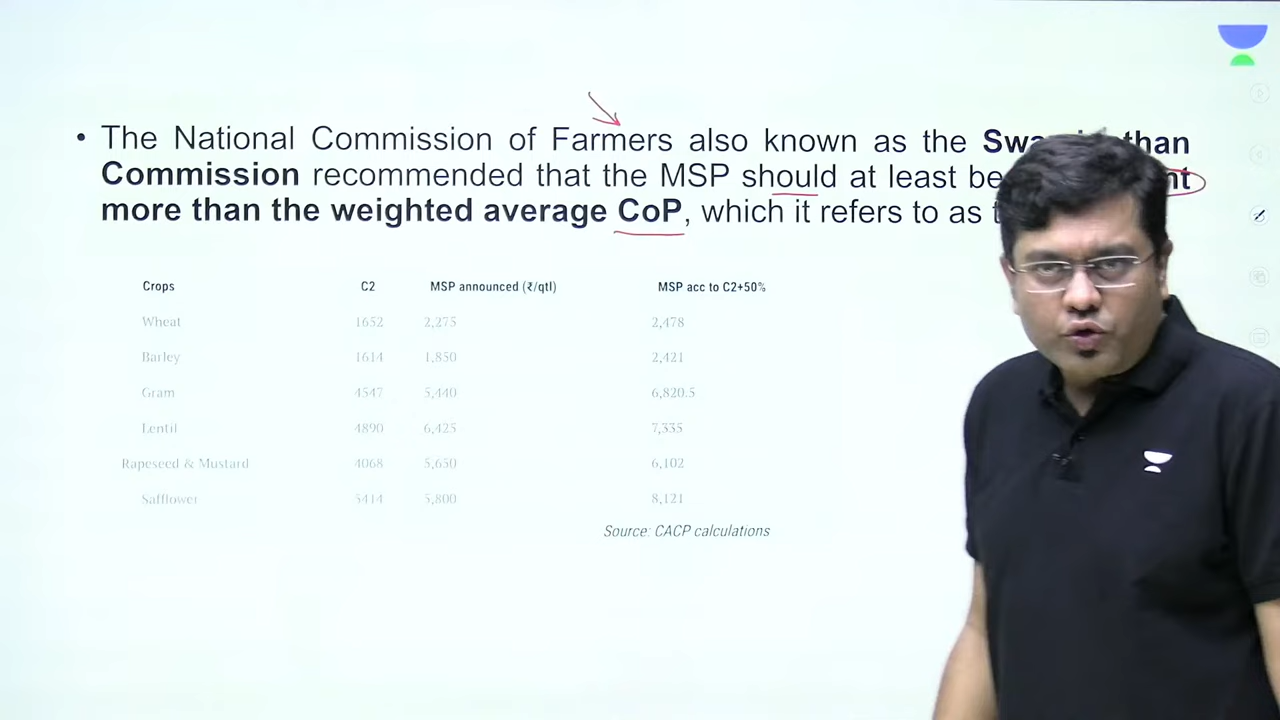 • The National Commission of Farmers also known as the
Commission recommended that the MSP should at least be
more than the weighted average CoP, which it refers to as
Crops C2 MSP announced (₹/qtl) MSP acc to C2+50%
Wheat 1652 2,275 2,478
Barley 1614 1,850 2,421
Gram 4547 5,440 6,820.5
Lentil 4890 6,425 7,335
Rapeseed & Mustard 4068 5,650 6,102
Safflower 5414 5,800 8,121
Source: CACP calculations